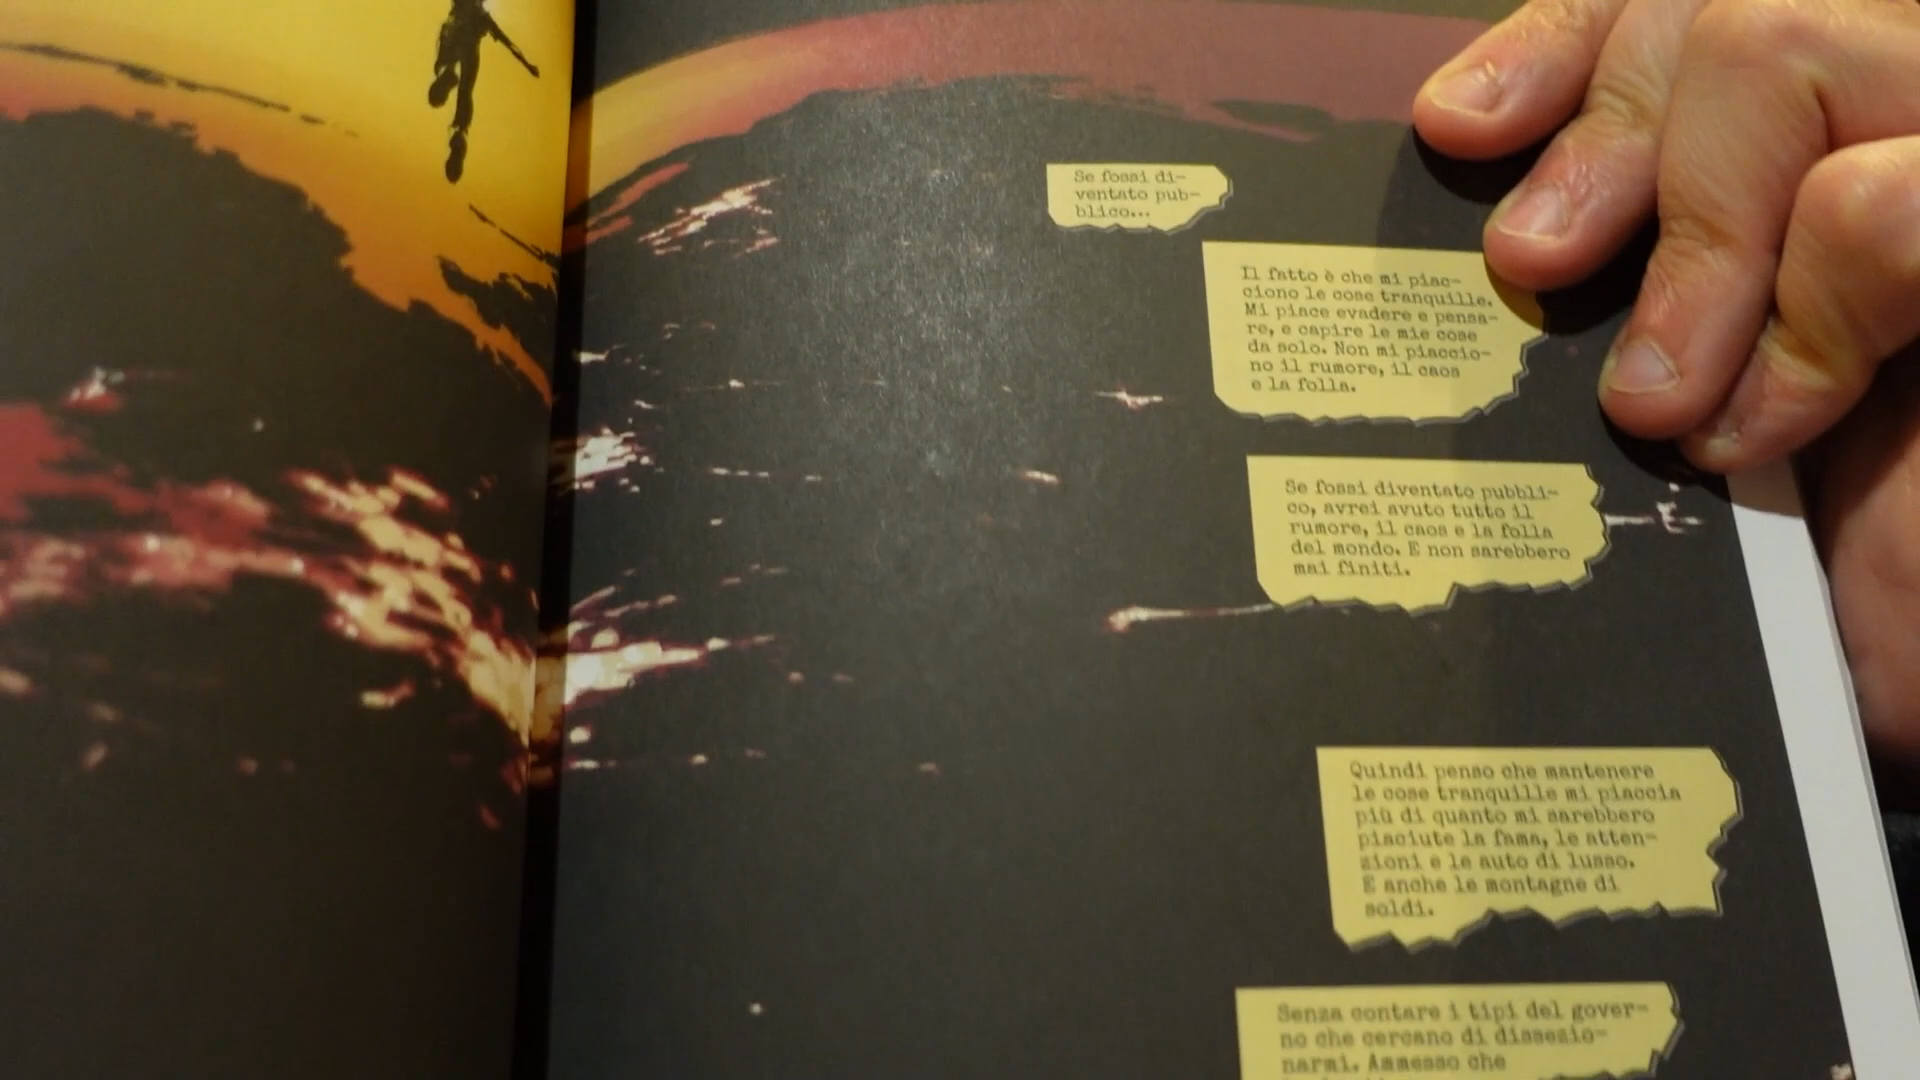 Se fossi di-
ventato pub-
blico...
Il fatto è che mi piac-
ciono le cose tranquille.
Mi piace evadere e pensa-
re, e capire le mie cose
da solo. Non mi piaccio-
no il rumore, il caos
e la folla.
Se fossi diventato pubbli-
co, avrei avuto tutto il
rumore, il caos e la folla
del mondo. E non sarebbero
mai finiti.
Quindi penso che mantenere
le cose tranquille mi piaccia
più di quanto mi sarebbero
piaciute la fama, le atten-
zioni e le auto di lusso.
E anche le montagne di
soldi.
Senza contare i tipi del gover-
no che cercano di dissezio-
narmi. Ammesso che